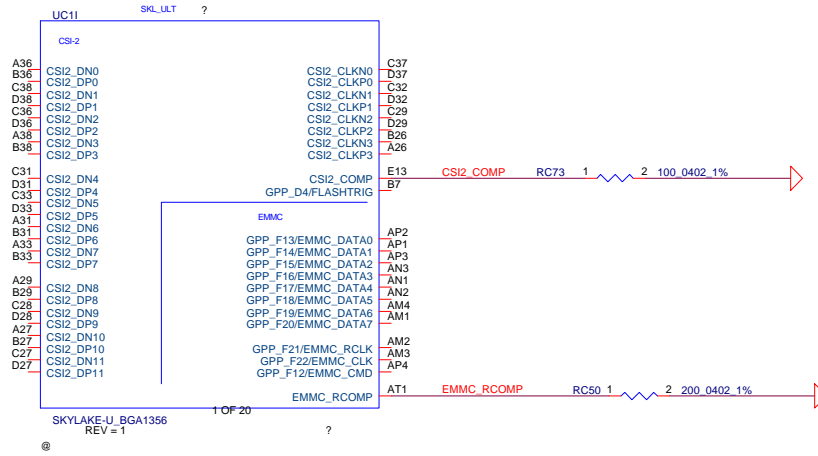 UC1I SKL_ULT ?
CSI-2
A36 CSI2_DN0 CSI2_CLKN0 C37
B36 CSI2_DP0 CSI2_CLKP0 D37
C38 CSI2_DN1 CSI2_CLKN1 C32
D38 CSI2_DP1 CSI2_CLKP1 D32
C36 CSI2_DN2 CSI2_CLKN2 C29
D36 CSI2_DP2 CSI2_CLKP2 D29
A38 CSI2_DN3 CSI2_CLKN3 B26
B38 CSI2_DP3 CSI2_CLKP3 A26
C31 CSI2_DN4 CSI2_COMP E13 CSI2_COMP RC73 1 2 100_0402_1%
D31 CSI2_DP4 GPP_D4/FLASHTRIG B7
C33 CSI2_DN5
D33 CSI2_DP5 EMMC
A31 CSI2_DN6
B31 CSI2_DP6 GPP_F13/EMMC_DATA0 AP2
A33 CSI2_DN7 GPP_F14/EMMC_DATA1 AP1
B33 CSI2_DP7 GPP_F15/EMMC_DATA2 AP3
GPP_F16/EMMC_DATA3 AN3
A29 CSI2_DN8 GPP_F17/EMMC_DATA4 AN1
B29 CSI2_DP8 GPP_F18/EMMC_DATA5 AN2
C28 CSI2_DN9 GPP_F19/EMMC_DATA6 AM4
D28 CSI2_DP9 GPP_F20/EMMC_DATA7 AM1
A27 CSI2_DN10
B27 CSI2_DP10 GPP_F21/EMMC_RCLK AM2
C27 CSI2_DN11 GPP_F22/EMMC_CLK AM3
D27 CSI2_DP11 GPP_F12/EMMC_CMD AP4
EMMC_RCOMP AT1 EMMC_RCOMP RC50 1 2 200_0402_1%
1 OF 20
SKYLAKE-U_BGA1356
REV = 1 ?
@